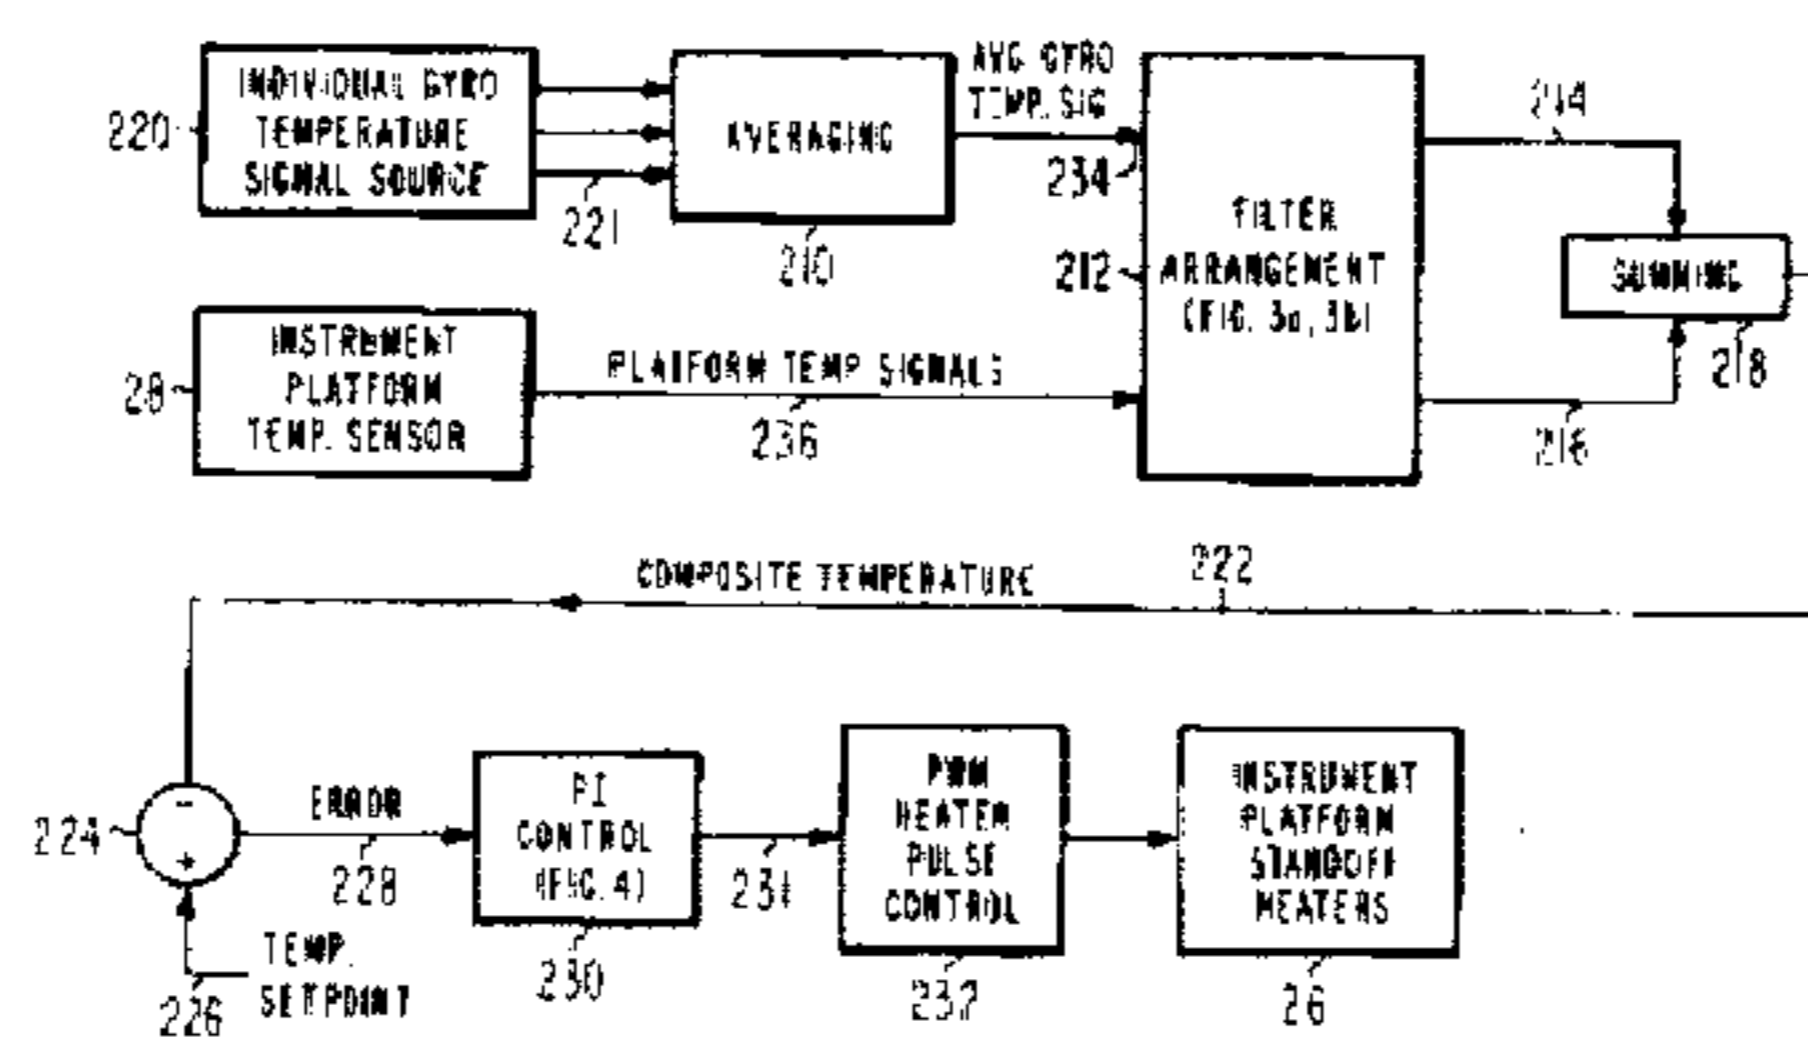 INDIVIDUAL GYRO
TEMPERATURE
SIGNAL SOURCE
220
221
AVERAGING
210
AVG GYRO
TEMP. SIG
234
FILTER
ARRANGEMENT
(FIG. 3a, 3b)
212
214
SUMMING
218
216
INSTRUMENT
PLATFORM
TEMP. SENSOR
28
PLATFORM TEMP SIGNALS
236
COMPOSITE TEMPERATURE
222
224
-
+
ERROR
228
TEMP.
SETPOINT
226
PI
CONTROL
(FIG. 4)
230
231
PWM
HEATER
PULSE
CONTROL
232
INSTRUMENT
PLATFORM
STANDOFF
HEATERS
26